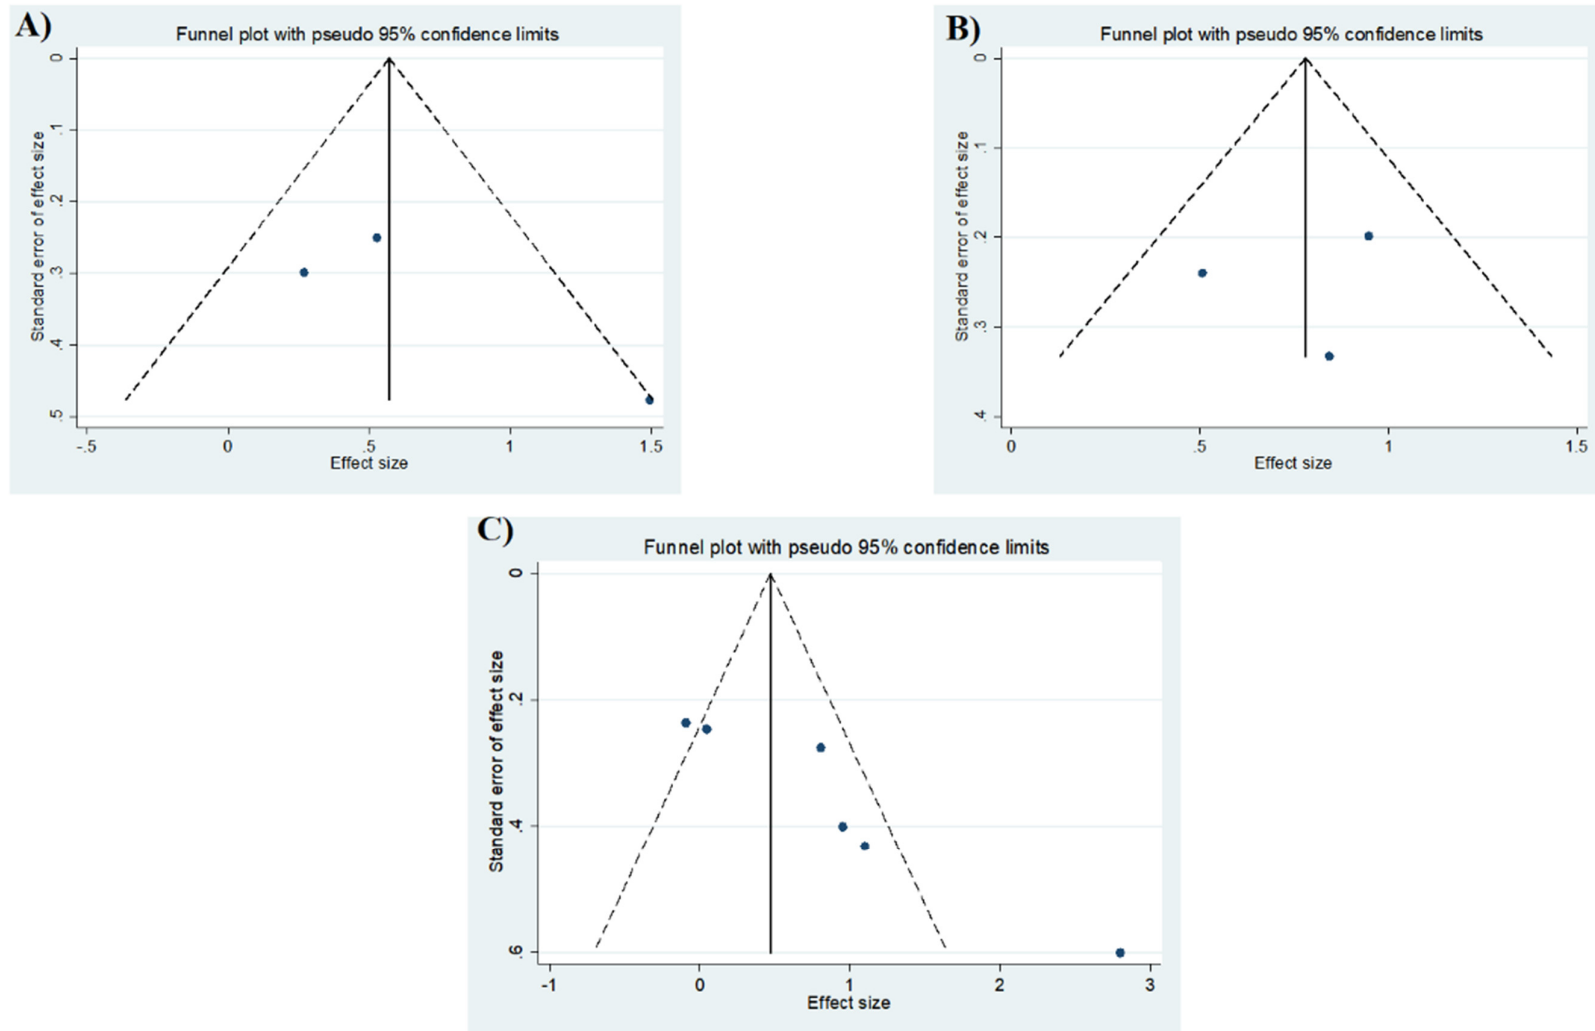 A)
Funnel plot with pseudo 95% confidence limits
Standard error of effect size
0
.1
.2
.3
.4
.5
-.5
0
.5
1
1.5
Effect size
B)
Funnel plot with pseudo 95% confidence limits
Standard error of effect size
0
.1
.2
.3
.4
0
.5
1
1.5
Effect size
C)
Funnel plot with pseudo 95% confidence limits
Standard error of effect size
0
.2
.4
.6
-1
0
1
2
3
Effect size